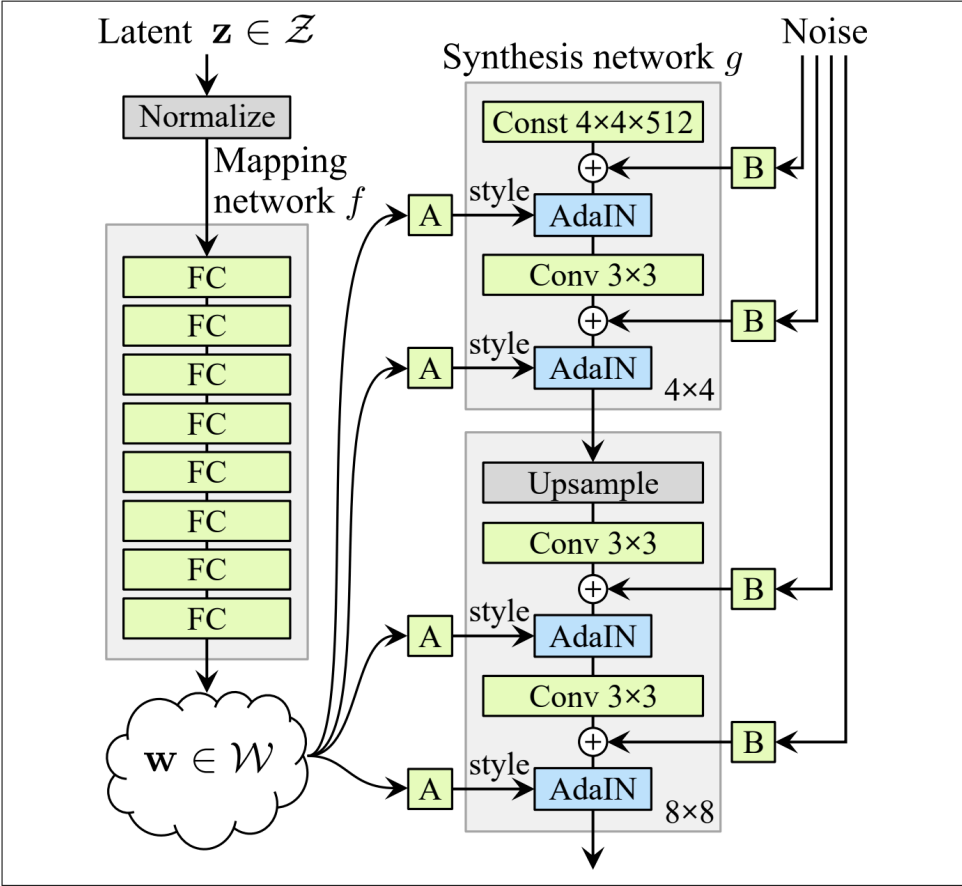 Latent z ∈ 𝒵
Normalize
Mapping
network f
FC
FC
FC
FC
FC
FC
FC
FC
w ∈ 𝒲
A
A
A
A
style
style
style
style
Synthesis network g
Const 4×4×512
+
AdaIN
Conv 3×3
+
AdaIN
4×4
Upsample
Conv 3×3
+
AdaIN
Conv 3×3
+
AdaIN
8×8
Noise
B
B
B
B